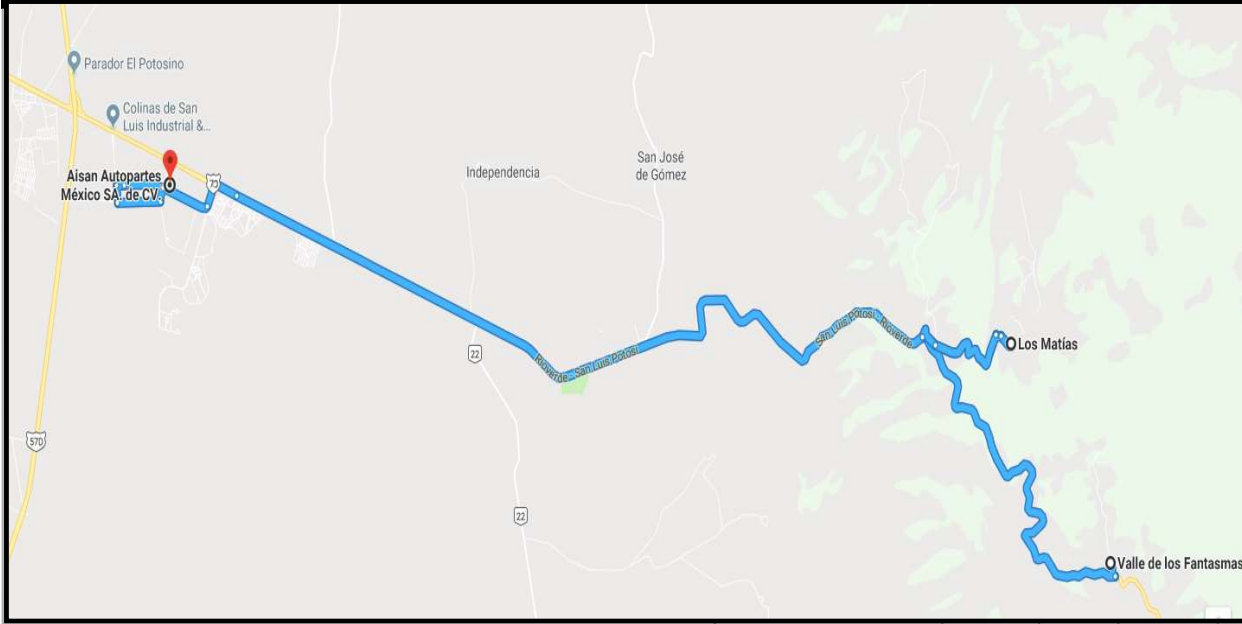 Parador El Potosino
Colinas de San
Luis Industrial &...
Aisan Autopartes
México SA. de CV.
70
Independencia
San José
de Gómez
22
Rioverde - San Luis Potosí
San Luis Potosí - Rioverde
Los Matías
57D
22
Valle de los Fantasmas